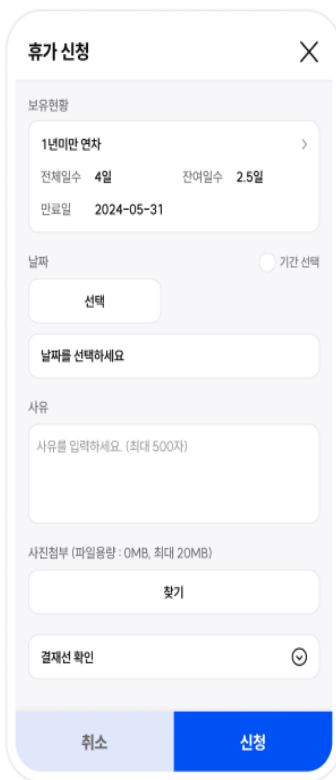 휴가 신청
보유현황
1년미만 연차
전체일수 4일 잔여일수 2.5일
만료일 2024-05-31
날짜 기간 선택
선택
날짜를 선택하세요
사유
사유를 입력하세요. (최대 500자)
사진첨부 (파일용량 : 0MB, 최대 20MB)
찾기
결재선 확인
취소 신청